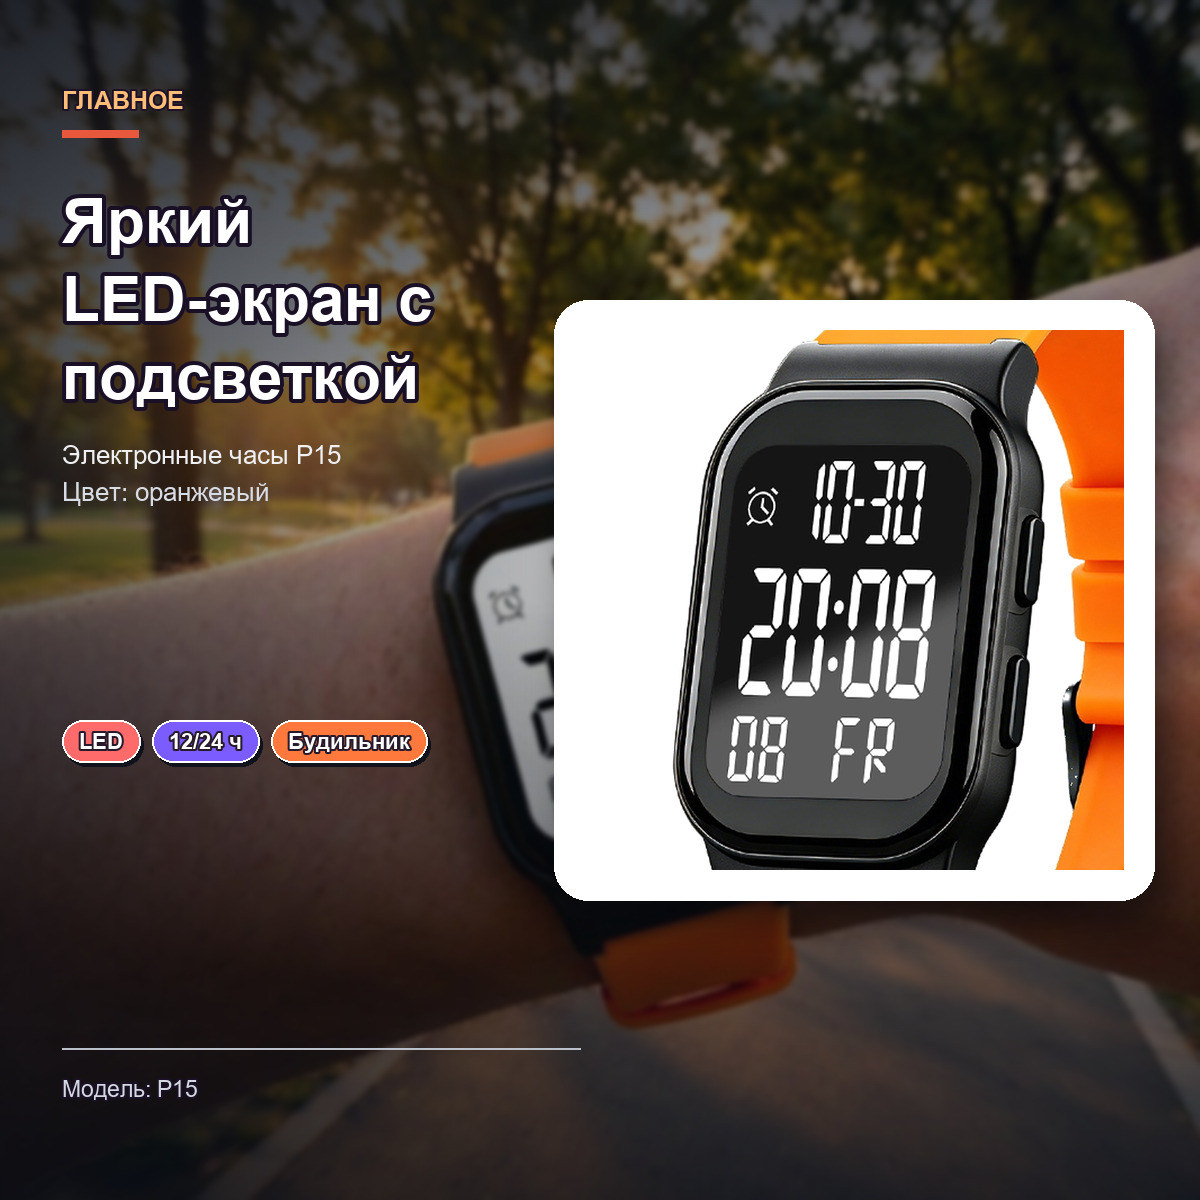 ГЛАВНОЕ
Яркий
LED-экран с
подсветкой
Электронные часы P15
Цвет: оранжевый
LED 12/24 ч Будильник
10-30
20:08
08 FR
Модель: P15